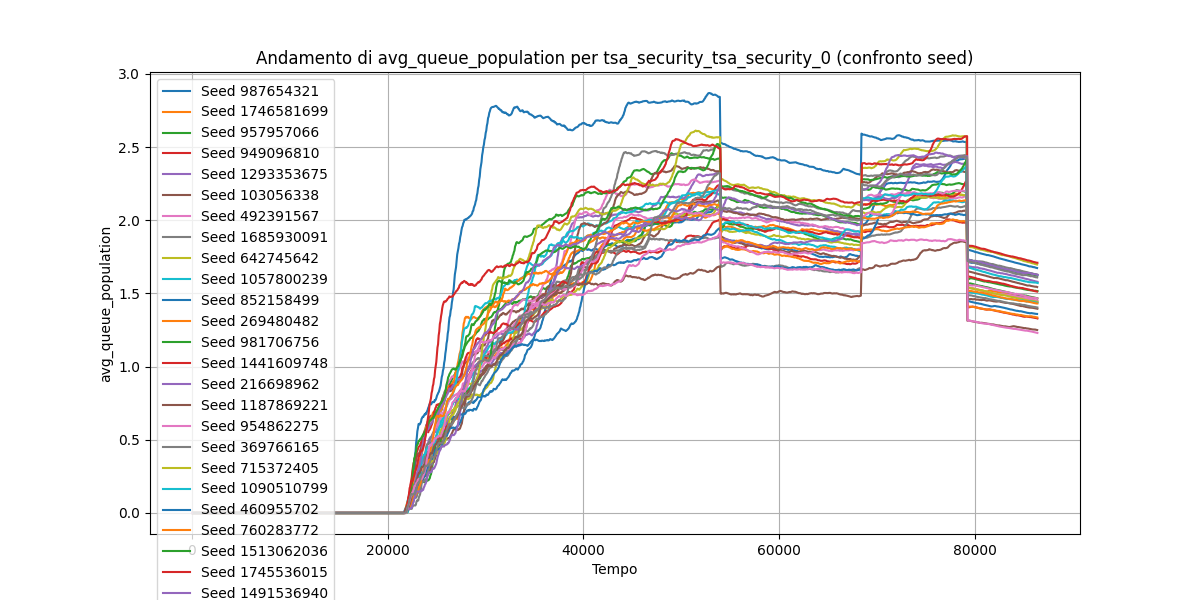 Andamento di avg_queue_population per tsa_security_tsa_security_0 (confronto seed)
avg_queue_population
3.0
2.5
2.0
1.5
1.0
0.5
0.0
Seed 987654321
Seed 1746581699
Seed 957957066
Seed 949096810
Seed 1293353675
Seed 103056338
Seed 492391567
Seed 1685930091
Seed 642745642
Seed 1057800239
Seed 852158499
Seed 269480482
Seed 981706756
Seed 1441609748
Seed 216698962
Seed 1187869221
Seed 954862275
Seed 369766165
Seed 715372405
Seed 1090510799
Seed 460955702
Seed 760283772
Seed 1513062036
Seed 1745536015
Seed 1491536940
0
20000
40000
60000
80000
Tempo